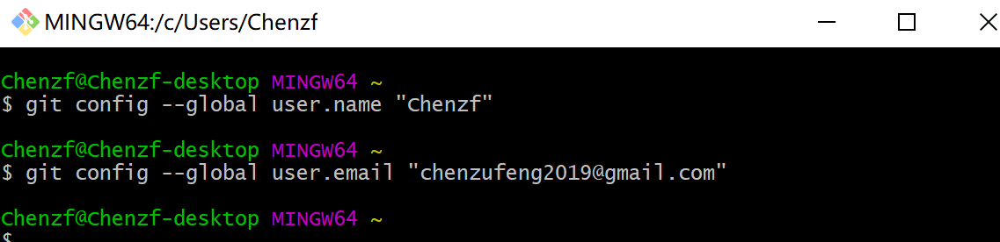 MINGW64:/c/Users/Chenzf
Chenzf@Chenzf-desktop MINGW64 ~
$ git config --global user.name "Chenzf"
Chenzf@Chenzf-desktop MINGW64 ~
$ git config --global user.email "chenzufeng2019@gmail.com"
Chenzf@Chenzf-desktop MINGW64 ~
$